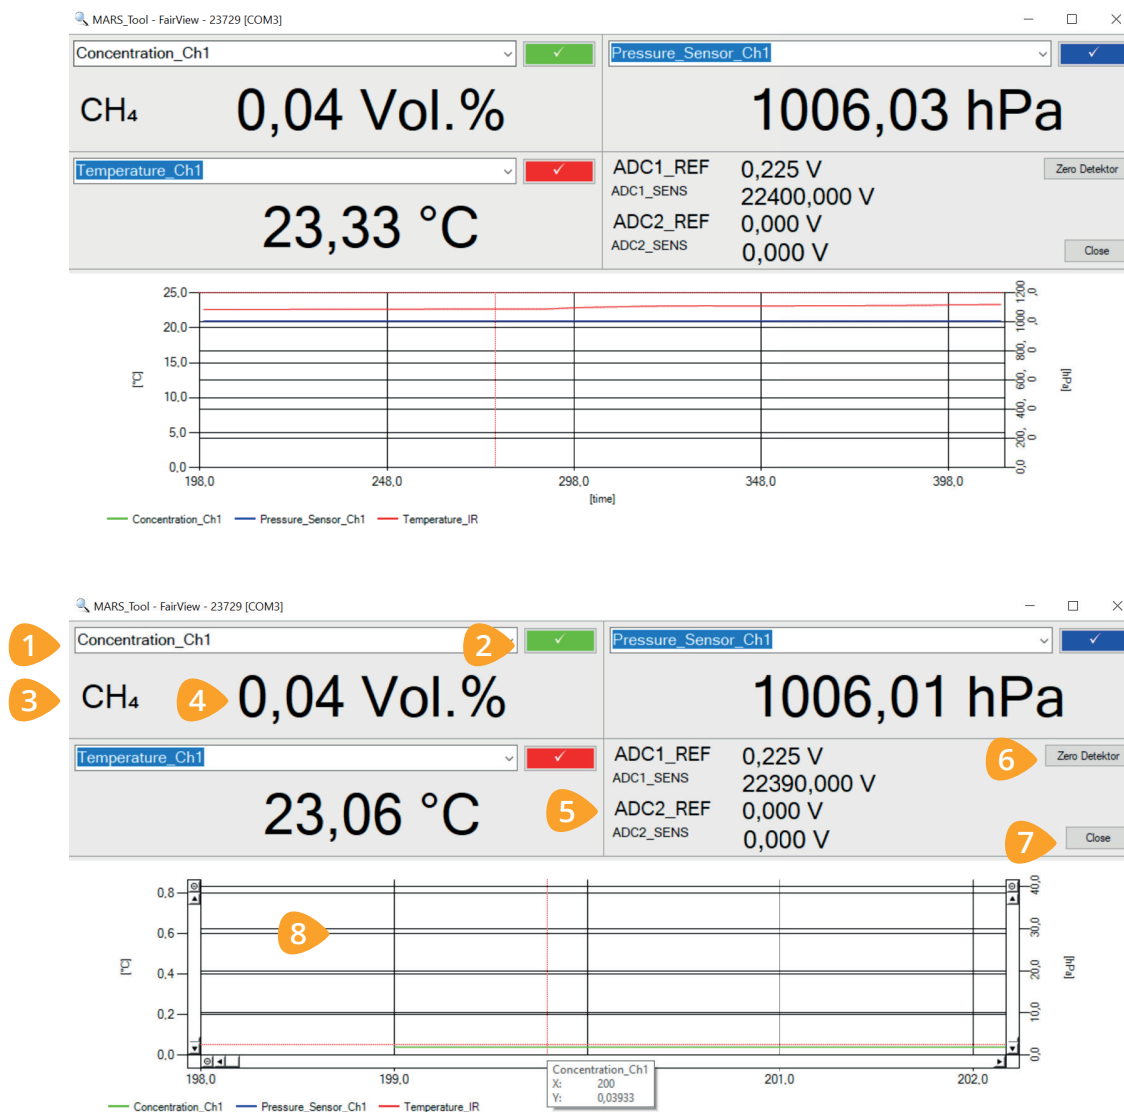 MARS_Tool - FairView - 23729 [COM3]
Concentration_Ch1
Pressure_Sensor_Ch1
CH₄ 0,04 Vol.%
1006,03 hPa
Temperature_Ch1
23,33 °C
ADC1_REF 0,225 V
ADC1_SENS 22400,000 V
ADC2_REF 0,000 V
ADC2_SENS 0,000 V
Zero Detektor
Close
25,0
20,0
15,0
10,0
5,0
0,0
[°C]
1200,0
1000,0
800,0
600,0
400,0
200,0
0,0
[hPa]
198,0 248,0 298,0 348,0 398,0
[time]
Concentration_Ch1 Pressure_Sensor_Ch1 Temperature_IR
MARS_Tool - FairView - 23729 [COM3]
1 Concentration_Ch1 2
Pressure_Sensor_Ch1
3 CH₄ 4 0,04 Vol.%
1006,01 hPa
Temperature_Ch1
23,06 °C
ADC1_REF 0,225 V
ADC1_SENS 22390,000 V
5 ADC2_REF 0,000 V
ADC2_SENS 0,000 V
6 Zero Detektor
7 Close
8
0,8
0,6
0,4
0,2
0,0
[°C]
40,0
30,0
20,0
10,0
0,0
[hPa]
198,0 199,0 201,0 202,0
Concentration_Ch1
X: 200
Y: 0,03933
Concentration_Ch1 Pressure_Sensor_Ch1 Temperature_IR